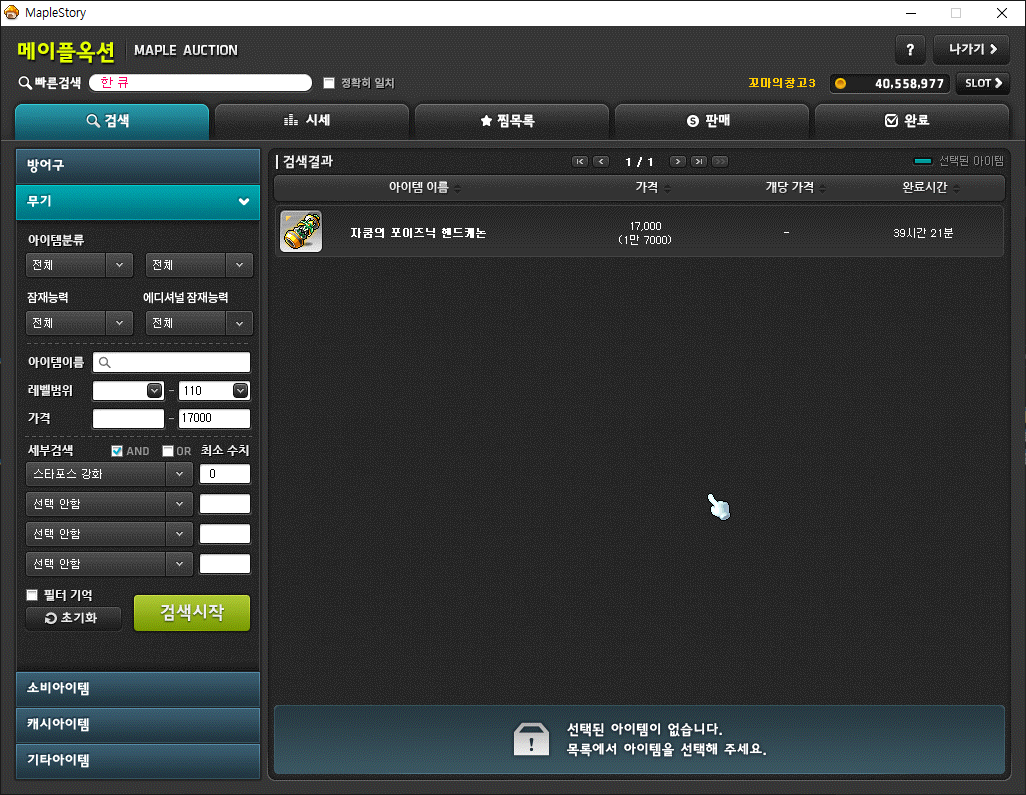 MapleStory
메이플옥션 MAPLE AUCTION ? 나가기
빠른검색 한 큐 정확히 일치 꼬마의창고3 40,558,977 SLOT
검색 시세 찜목록 판매 완료
방어구
무기
아이템분류
전체 전체
잠재능력 에디셔널 잠재능력
전체 전체
아이템이름
레벨범위 - 110
가격 - 17000
세부검색 AND OR 최소 수치
스타포스 강화 0
선택 안함
선택 안함
선택 안함
필터 기억
초기화 검색시작
소비아이템
캐시아이템
기타아이템
검색결과 1 / 1 선택된 아이템
아이템 이름 가격 개당 가격 완료시간
자쿰의 포이즈닉 핸드캐논 17,000 - 39시간 21분
(1만 7000)
선택된 아이템이 없습니다.
목록에서 아이템을 선택해 주세요.